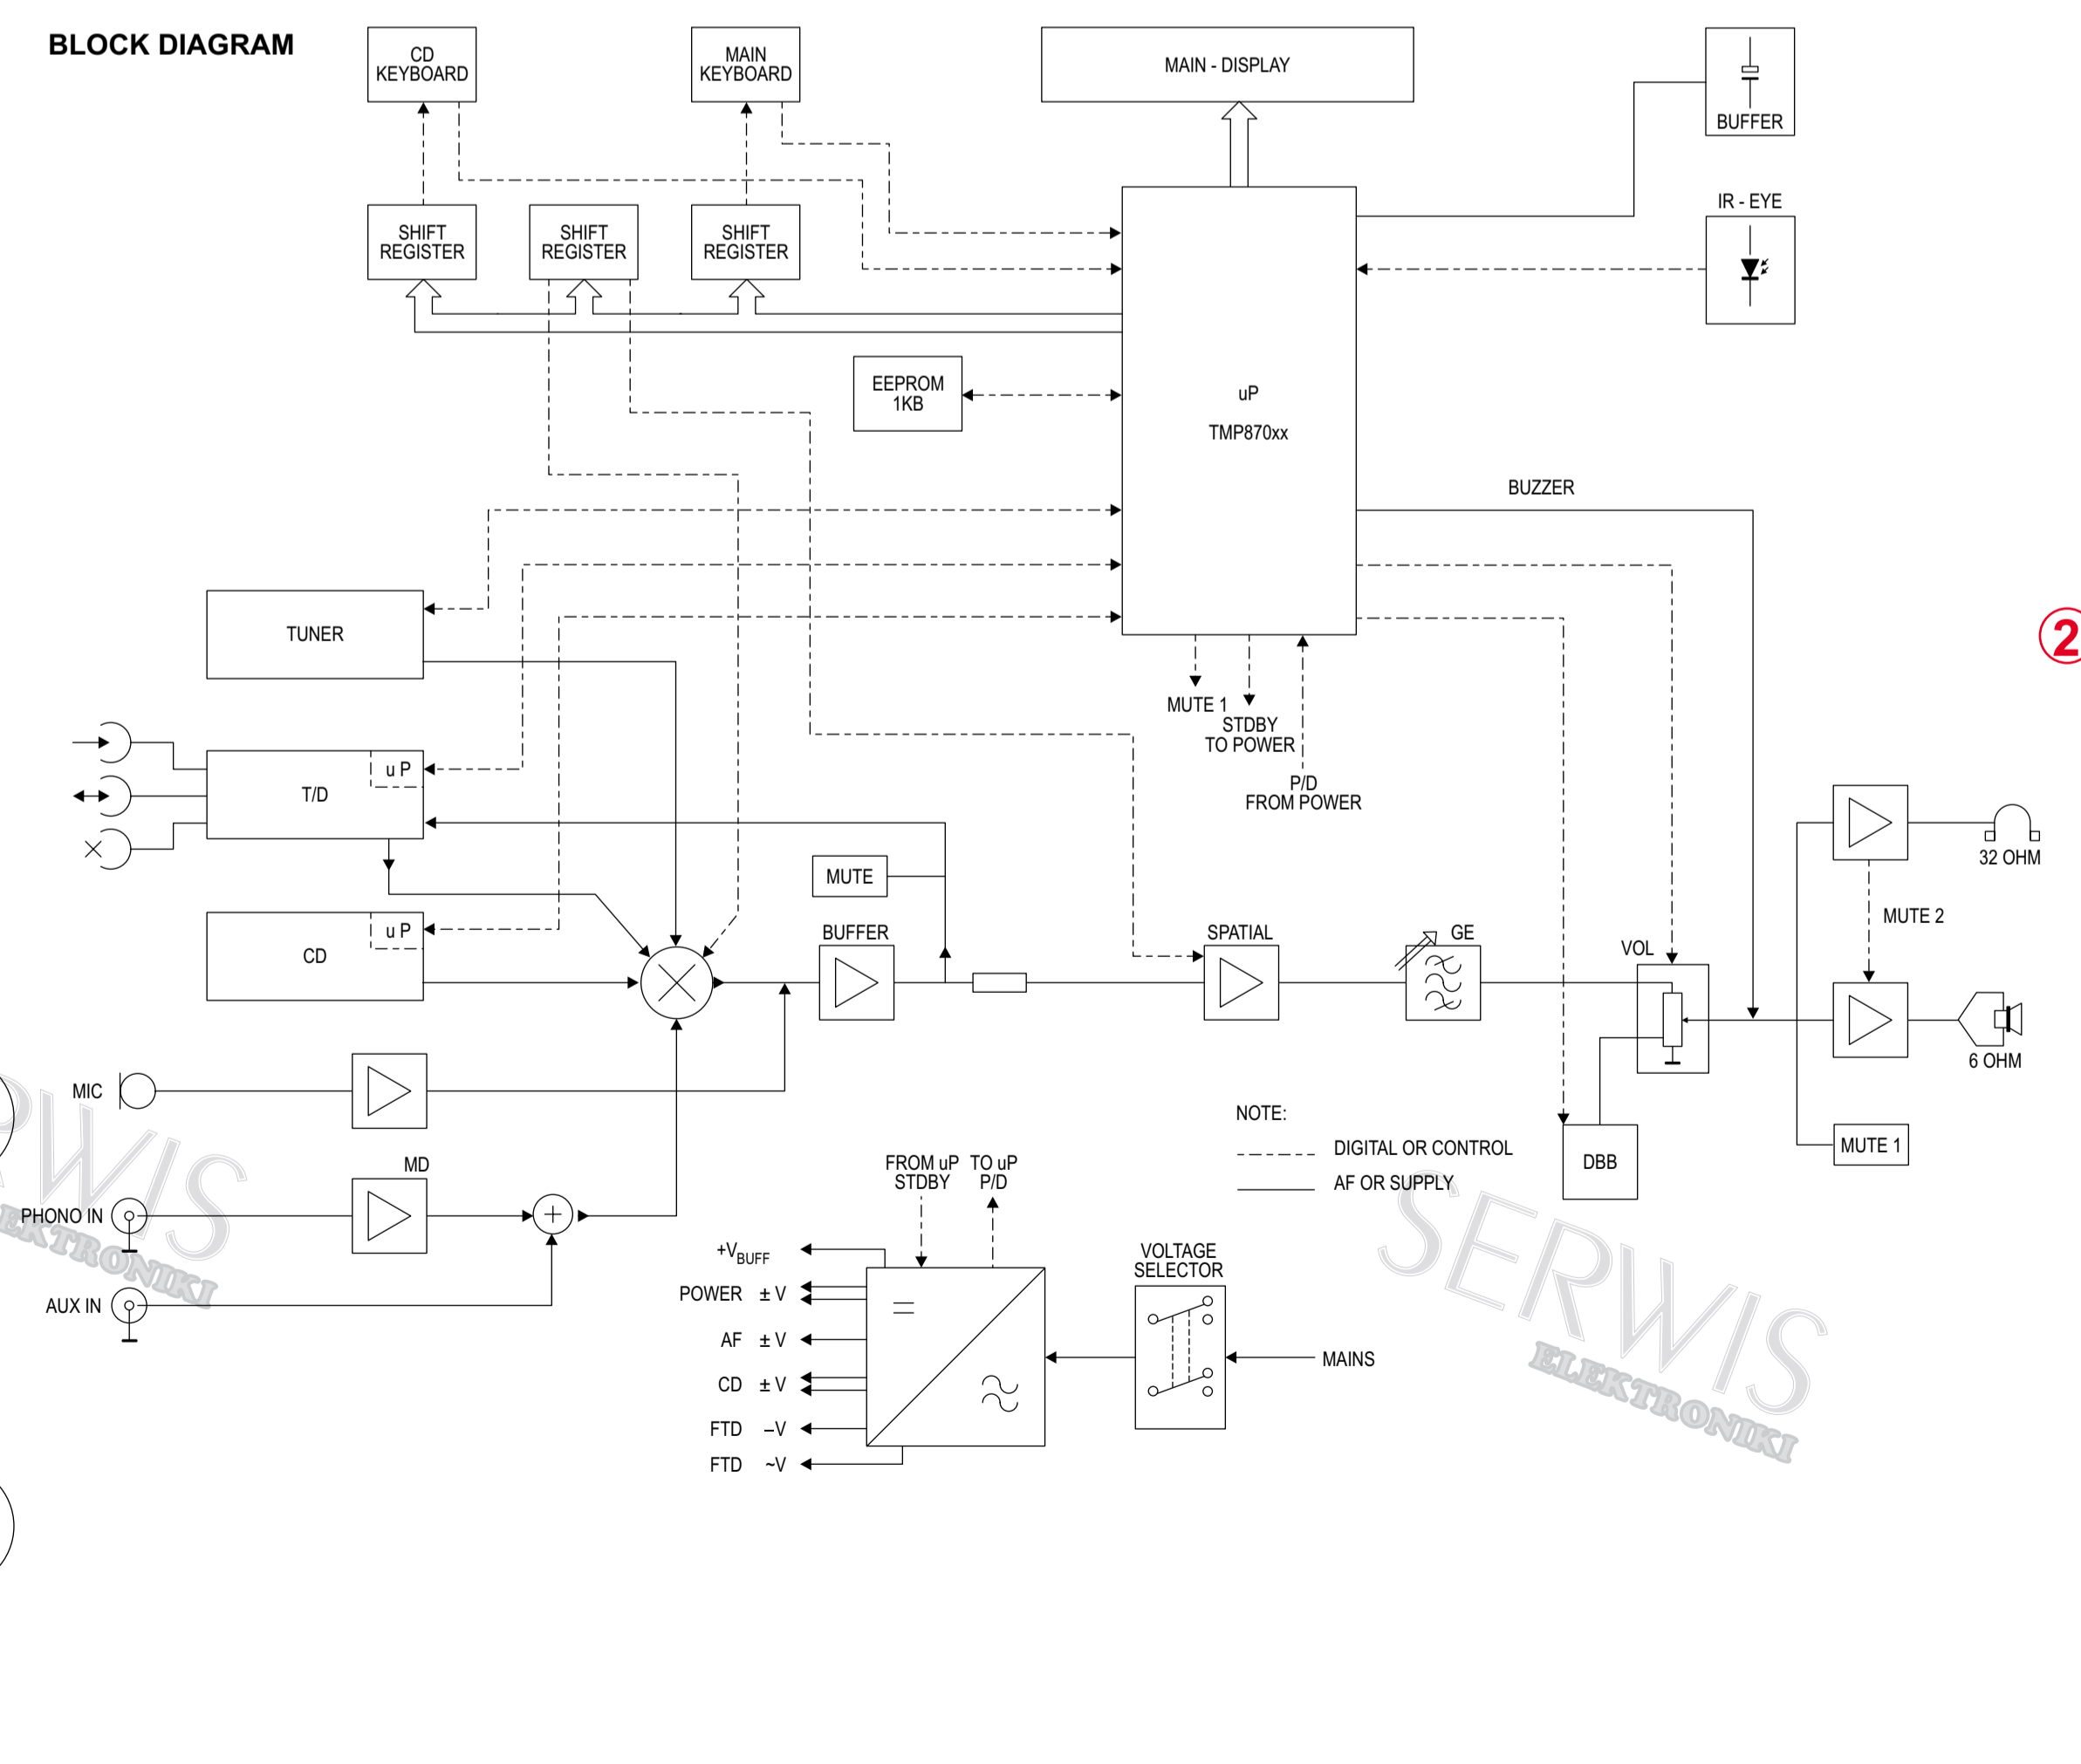 BLOCK DIAGRAM
CD
KEYBOARD
MAIN
KEYBOARD
MAIN - DISPLAY
BUFFER
IR - EYE
SHIFT
REGISTER
SHIFT
REGISTER
SHIFT
REGISTER
EEPROM
1KB
uP
TMP870xx
BUZZER
TUNER
2
MUTE 1
STDBY
TO POWER
P/D
FROM POWER
u P
T/D
MUTE
32 OHM
u P
CD
BUFFER
SPATIAL
GE
VOL
MUTE 2
6 OHM
MIC
NOTE:
DIGITAL OR CONTROL
AF OR SUPPLY
DBB
MUTE 1
MD
PHONO IN
AUX IN
FROM uP
STDBY
TO uP
P/D
+VBUFF
POWER ± V
AF ± V
CD ± V
FTD –V
FTD ~V
VOLTAGE
SELECTOR
MAINS
RWIS
EKTRONIKI
SERWIS
ELEKTRONIKI